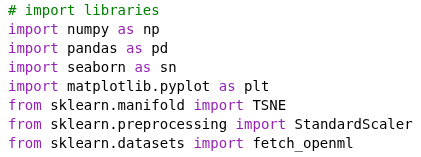 # import libraries
import numpy as np
import pandas as pd
import seaborn as sn
import matplotlib.pyplot as plt
from sklearn.manifold import TSNE
from sklearn.preprocessing import StandardScaler
from sklearn.datasets import fetch_openml